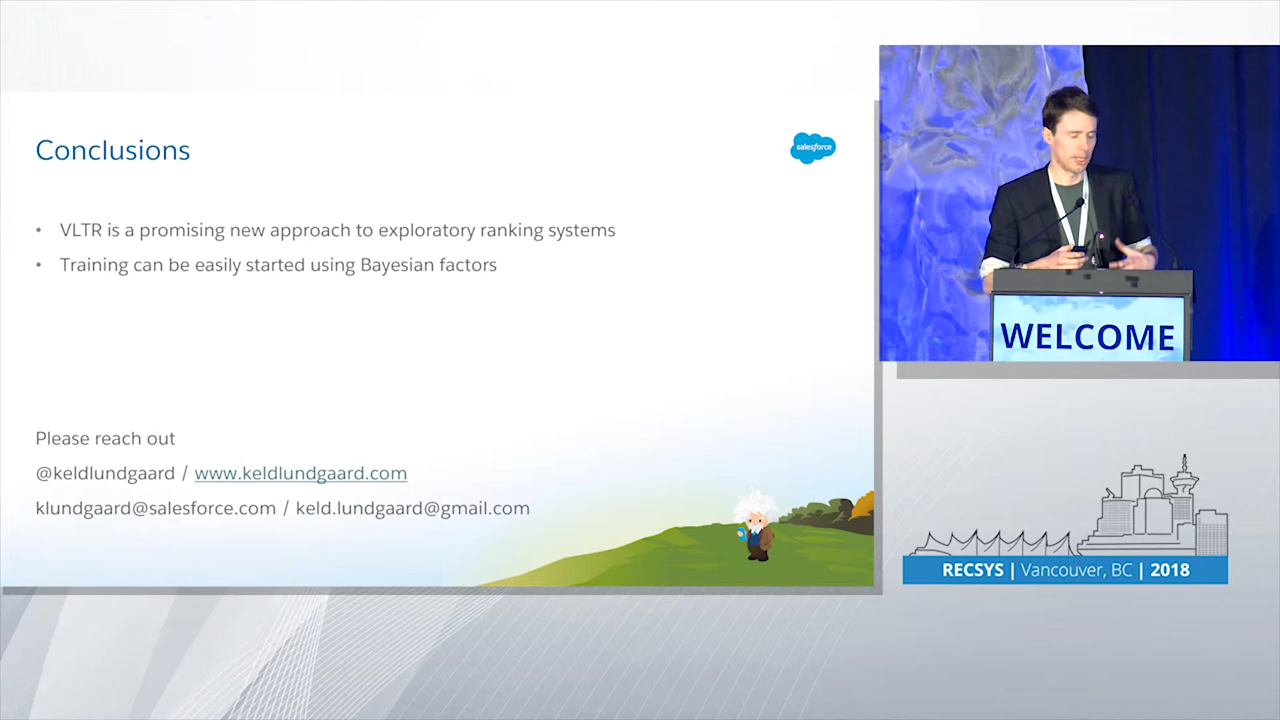 Conclusions
salesforce
• VLTR is a promising new approach to exploratory ranking systems
• Training can be easily started using Bayesian factors
Please reach out
@keldlundgaard / www.keldlundgaard.com
klundgaard@salesforce.com / keld.lundgaard@gmail.com
WELCOME
RECSYS | Vancouver, BC | 2018